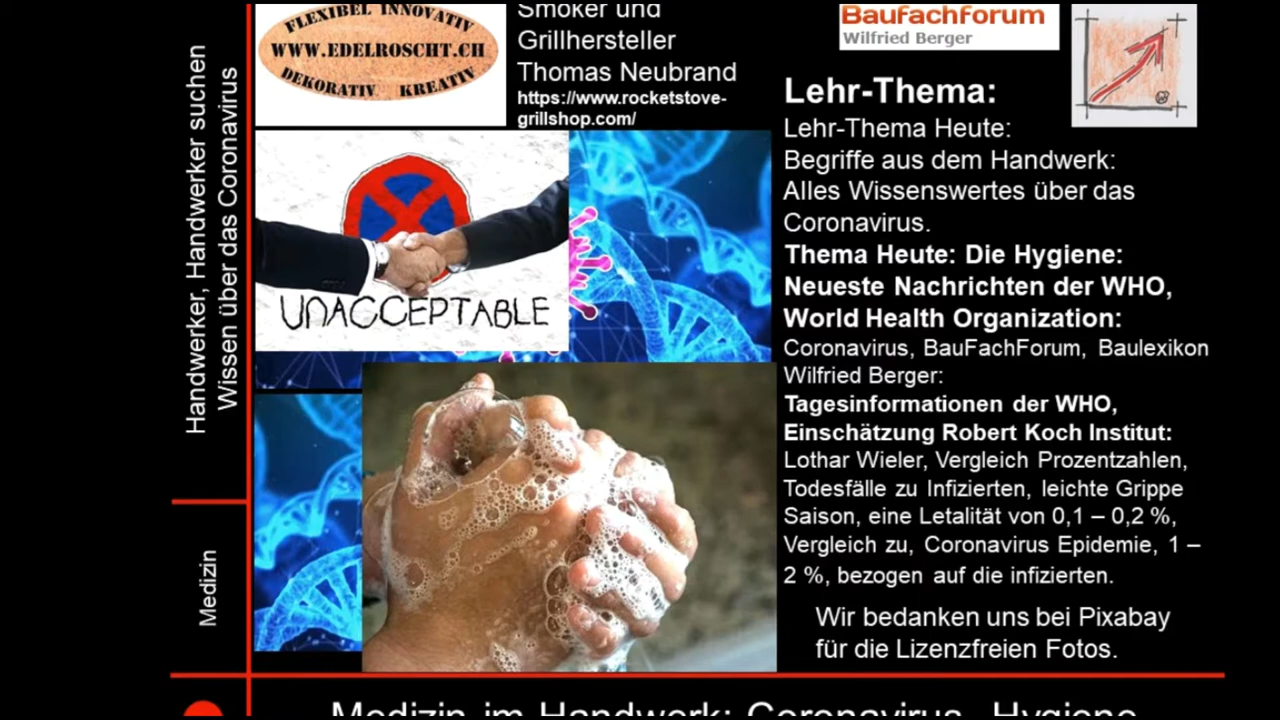 Handwerker, Handwerker suchen
Wissen über das Coronavirus
Medizin
FLEXIBEL INNOVATIV
WWW.EDELROSCHT.CH
DEKORATIV KREATIV
Smoker und
Grillhersteller
Thomas Neubrand
https://www.rocketstove-
grillshop.com/
UNACCEPTABLE
Baufachforum
Wilfried Berger
Lehr-Thema:
Lehr-Thema Heute:
Begriffe aus dem Handwerk:
Alles Wissenswertes über das
Coronavirus.
Thema Heute: Die Hygiene:
Neueste Nachrichten der WHO,
World Health Organization:
Coronavirus, BauFachForum, Baulexikon
Wilfried Berger:
Tagesinformationen der WHO,
Einschätzung Robert Koch Institut:
Lothar Wieler, Vergleich Prozentzahlen,
Todesfälle zu Infizierten, leichte Grippe
Saison, eine Letalität von 0,1 – 0,2 %,
Vergleich zu, Coronavirus Epidemie, 1 –
2 %, bezogen auf die infizierten.
Wir bedanken uns bei Pixabay
für die Lizenzfreien Fotos.
Medizin im Handwerk: Coronavirus, Hygiene